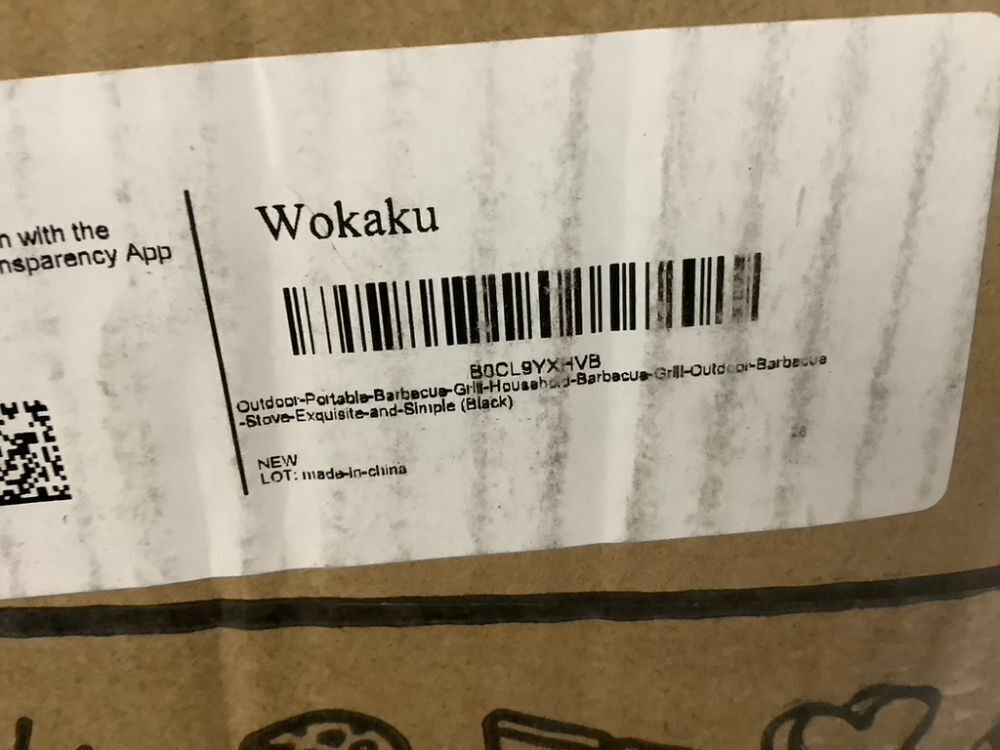 n with the
nsparency App
Wokaku
B0CL9YXHVB
Outdoor-Portable-Barbecue-Grill-Household-Barbecue-Grill-Outdoor-Barbecue
-Stove-Exquisite-and-Simple (Black)
NEW
LOT: made-in-china
28